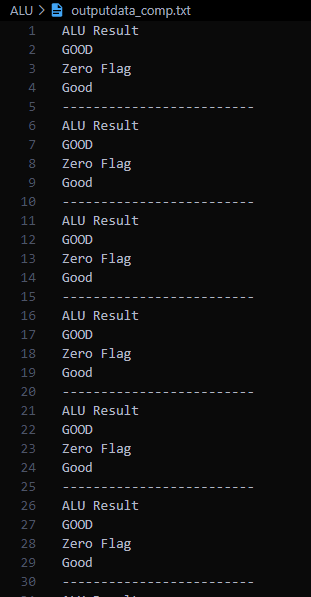 ALU > outputdata_comp.txt
1 ALU Result
2 GOOD
3 Zero Flag
4 Good
5 -------------------------
6 ALU Result
7 GOOD
8 Zero Flag
9 Good
10 -------------------------
11 ALU Result
12 GOOD
13 Zero Flag
14 Good
15 -------------------------
16 ALU Result
17 GOOD
18 Zero Flag
19 Good
20 -------------------------
21 ALU Result
22 GOOD
23 Zero Flag
24 Good
25 -------------------------
26 ALU Result
27 GOOD
28 Zero Flag
29 Good
30 -------------------------